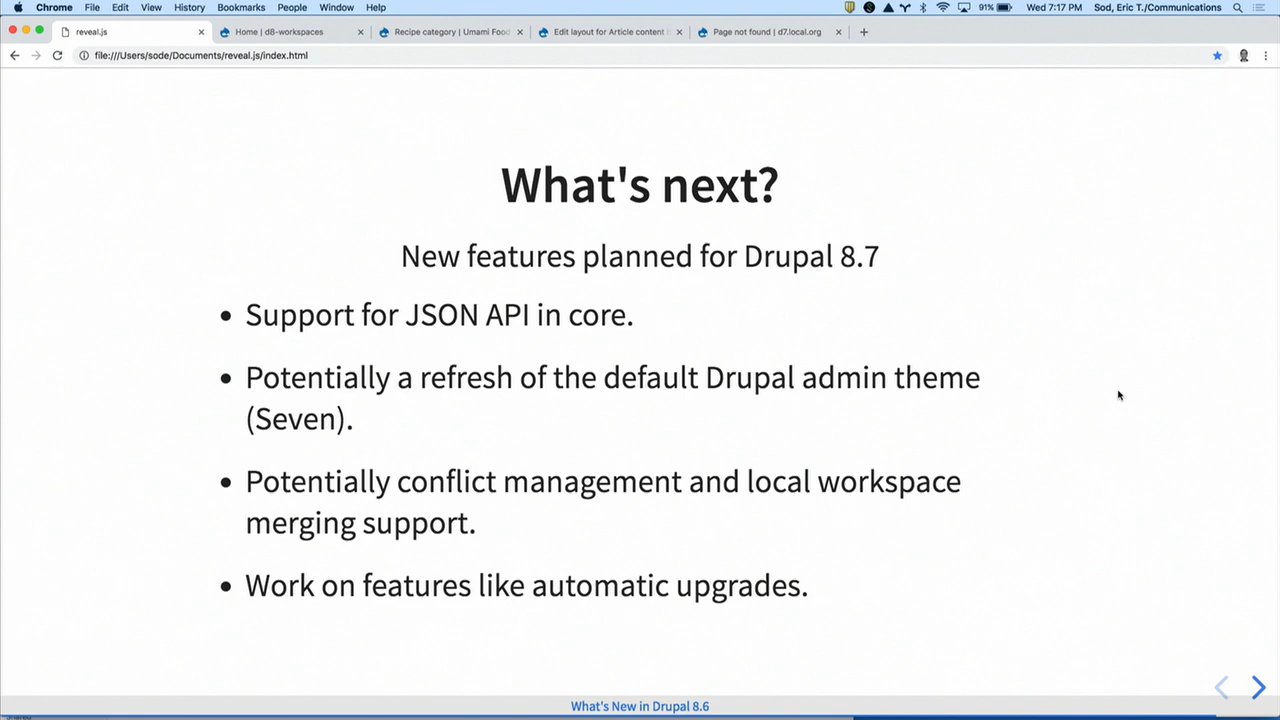 Chrome File Edit View History Bookmarks People Window Help 91% Wed 7:17 PM Sod, Eric T./Communications
reveal.js Home | d8-workspaces Recipe category | Umami Food Edit layout for Article content Page not found | d7.local.org
file:///Users/sode/Documents/reveal.js/index.html
What's next?
New features planned for Drupal 8.7
• Support for JSON API in core.
• Potentially a refresh of the default Drupal admin theme
(Seven).
• Potentially conflict management and local workspace
merging support.
• Work on features like automatic upgrades.
What's New in Drupal 8.6